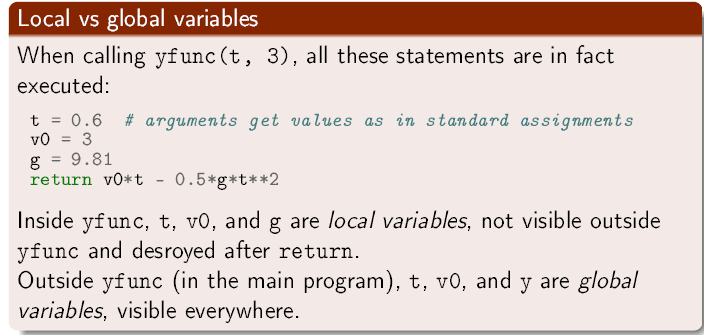 Local vs global variables
When calling yfunc(t, 3), all these statements are in fact
executed:
t = 0.6  # arguments get values as in standard assignments
v0 = 3
g = 9.81
return v0*t - 0.5*g*t**2
Inside yfunc, t, v0, and g are local variables, not visible outside
yfunc and desroyed after return.
Outside yfunc (in the main program), t, v0, and y are global
variables, visible everywhere.